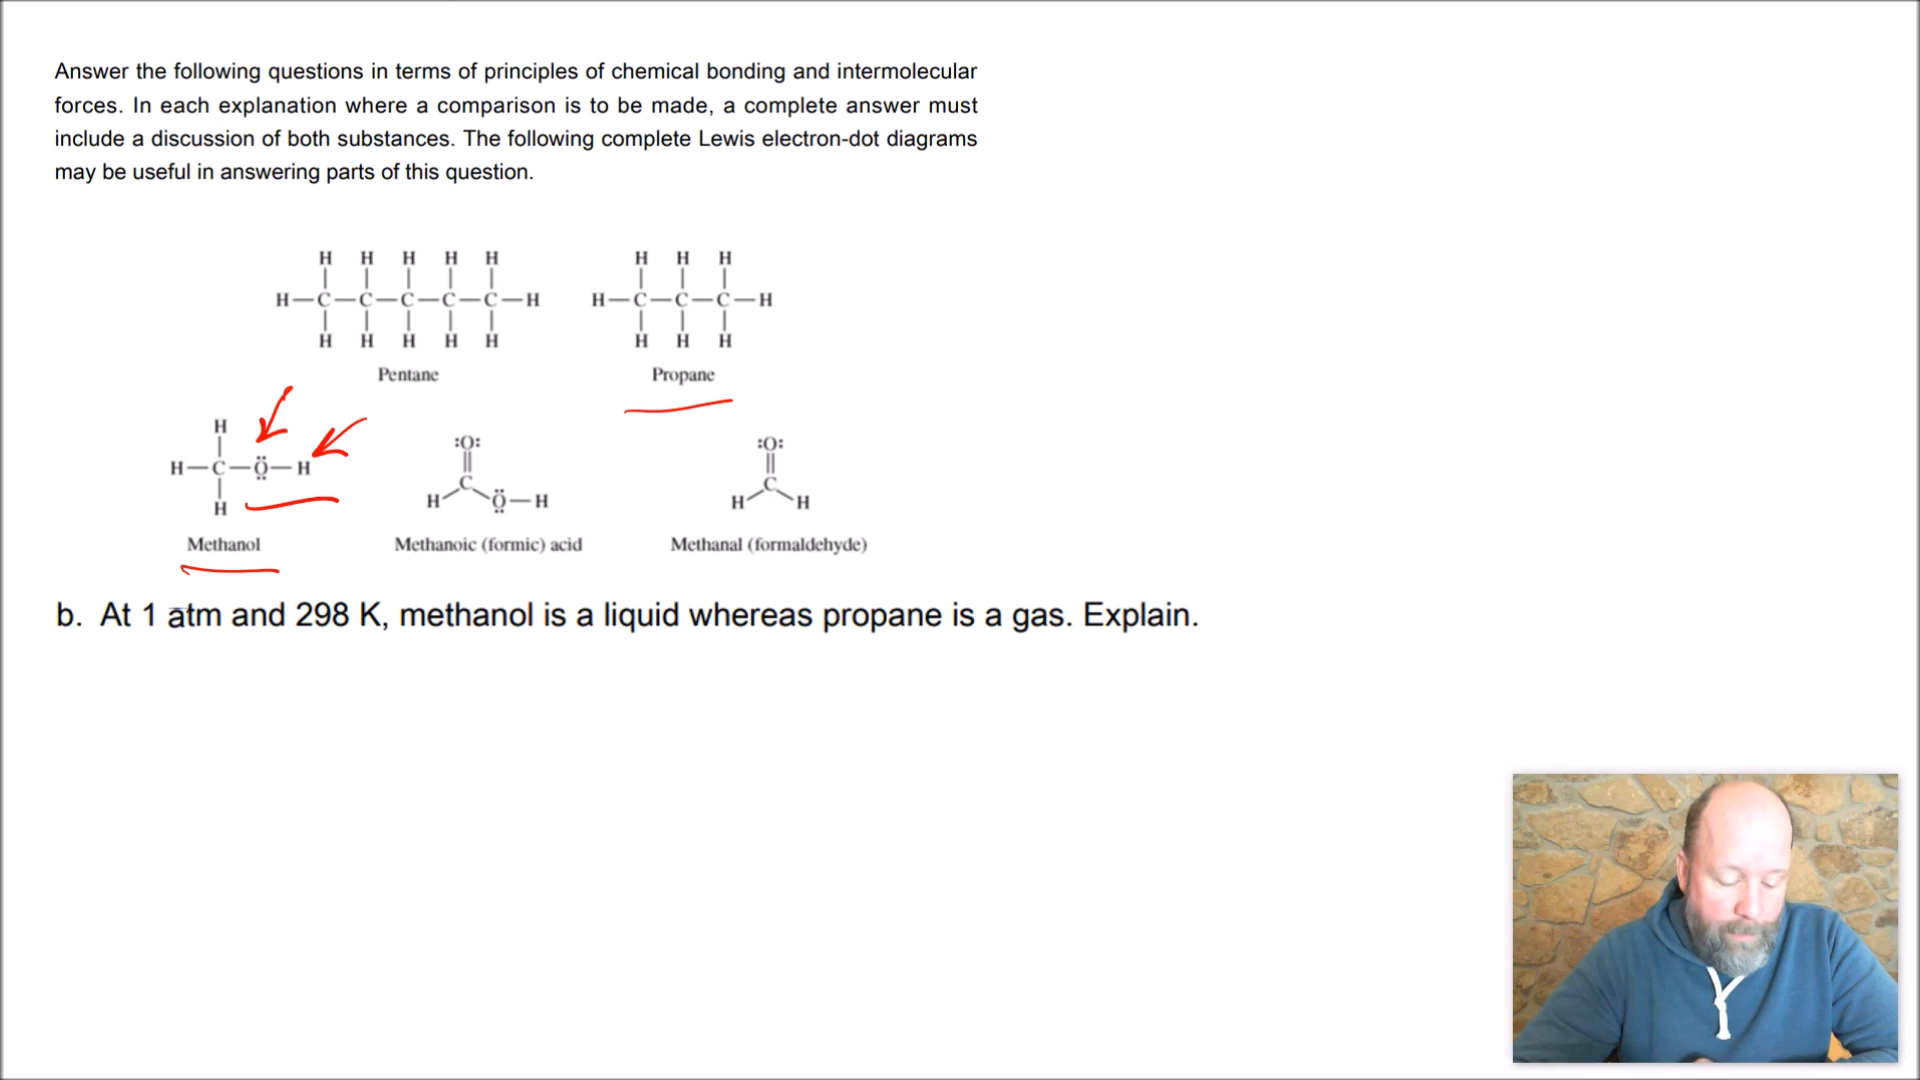 Answer the following questions in terms of principles of chemical bonding and intermolecular
forces. In each explanation where a comparison is to be made, a complete answer must
include a discussion of both substances. The following complete Lewis electron-dot diagrams
may be useful in answering parts of this question.
H H H H H
H—C—C—C—C—C—H
H H H H H
Pentane
H H H
H—C—C—C—H
H H H
Propane
H
H—C—Ö—H
H
Methanol
:O:
||
C
H Ö—H
Methanoic (formic) acid
:O:
||
C
H H
Methanal (formaldehyde)
b. At 1 atm and 298 K, methanol is a liquid whereas propane is a gas. Explain.